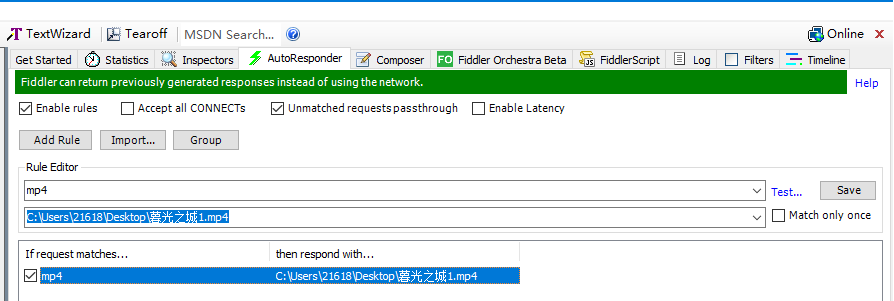 TextWizard Tearoff MSDN Search... Online
Get Started Statistics Inspectors AutoResponder Composer FO Fiddler Orchestra Beta FiddlerScript Log Filters Timeline
Fiddler can return previously generated responses instead of using the network. Help
Enable rules Accept all CONNECTs Unmatched requests passthrough Enable Latency
Add Rule Import... Group
Rule Editor
mp4 Test... Save
C:\Users\21618\Desktop\暮光之城1.mp4 Match only once
If request matches... then respond with...
mp4 C:\Users\21618\Desktop\暮光之城1.mp4